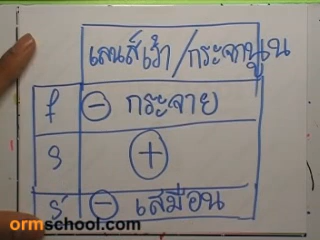 เลนส์เว้า/กระจกนูน
f ⊖ กระจาย
s ⊕
s' ⊖ เสมือน
ormschool.com